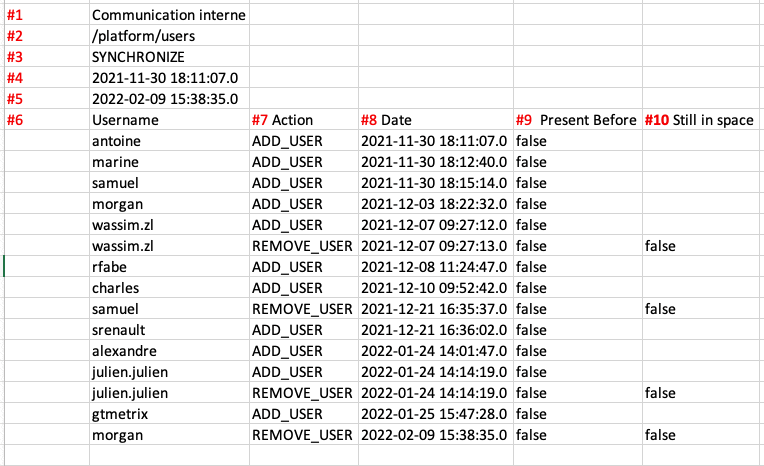 #1 Communication interne
#2 /platform/users
#3 SYNCHRONIZE
#4 2021-11-30 18:11:07.0
#5 2022-02-09 15:38:35.0
#6 Username #7 Action #8 Date #9 Present Before #10 Still in space
antoine ADD_USER 2021-11-30 18:11:07.0 false
marine ADD_USER 2021-11-30 18:12:40.0 false
samuel ADD_USER 2021-11-30 18:15:14.0 false
morgan ADD_USER 2021-12-03 18:22:32.0 false
wassim.zl ADD_USER 2021-12-07 09:27:12.0 false
wassim.zl REMOVE_USER 2021-12-07 09:27:13.0 false false
rfabe ADD_USER 2021-12-08 11:24:47.0 false
charles ADD_USER 2021-12-10 09:52:42.0 false
samuel REMOVE_USER 2021-12-21 16:35:37.0 false false
srenault ADD_USER 2021-12-21 16:36:02.0 false
alexandre ADD_USER 2022-01-24 14:01:47.0 false
julien.julien ADD_USER 2022-01-24 14:14:19.0 false
julien.julien REMOVE_USER 2022-01-24 14:14:19.0 false false
gtmetrix ADD_USER 2022-01-25 15:47:28.0 false
morgan REMOVE_USER 2022-02-09 15:38:35.0 false false